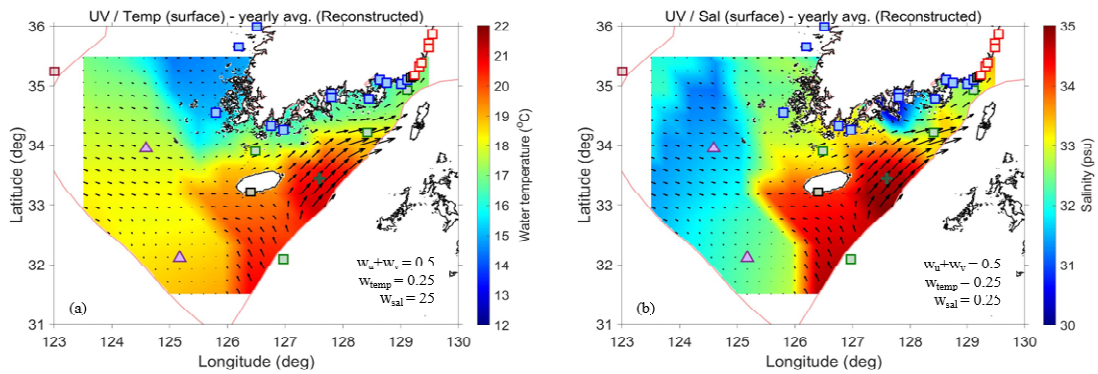 UV / Temp (surface) - yearly avg. (Reconstructed)
36
35
34
33
32
31
Latitude (deg)
123 124 125 126 127 128 129 130
Longitude (deg)
(a)
wu+wv = 0 5
wtemp = 0.25
wsal = 25
22
21
20
19
18
17
16
15
14
13
12
Water temperature (°C)
UV / Sal (surface) - yearly avg. (Reconstructed)
36
35
34
33
32
31
Latitude (deg)
123 124 125 126 127 128 129 130
Longitude (deg)
(b)
wu+wv − 0.5
wtemp − 0.25
wsal = 0.25
35
34
33
32
31
30
Salinity (psu)